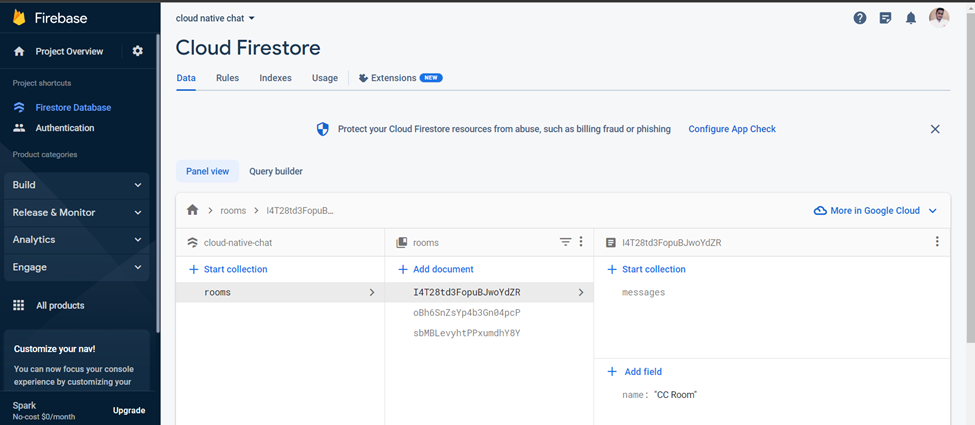 Firebase
Project Overview
Project shortcuts
Firestore Database
Authentication
Product categories
Build
Release & Monitor
Analytics
Engage
All products
Customize your nav!
You can now focus your console
experience by customizing your
Spark
No-cost $0/month
Upgrade
cloud native chat
Cloud Firestore
Data Rules Indexes Usage Extensions NEW
Protect your Cloud Firestore resources from abuse, such as billing fraud or phishing Configure App Check
Panel view Query builder
rooms I4T28td3FopuB...
More in Google Cloud
cloud-native-chat
Start collection
rooms
rooms
Add document
I4T28td3FopuBJwoYdZR
oBh6SnZsYp4b3Gn04pcP
sbMBLevyhtPPxumdhY8Y
I4T28td3FopuBJwoYdZR
Start collection
messages
Add field
name: "CC Room"